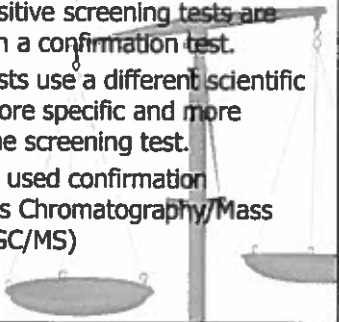 sitive screening tests are
n a confirmation test.
sts use a different scientific
ore specific and more
ne screening test.
used confirmation
s Chromatography/Mass
GC/MS)